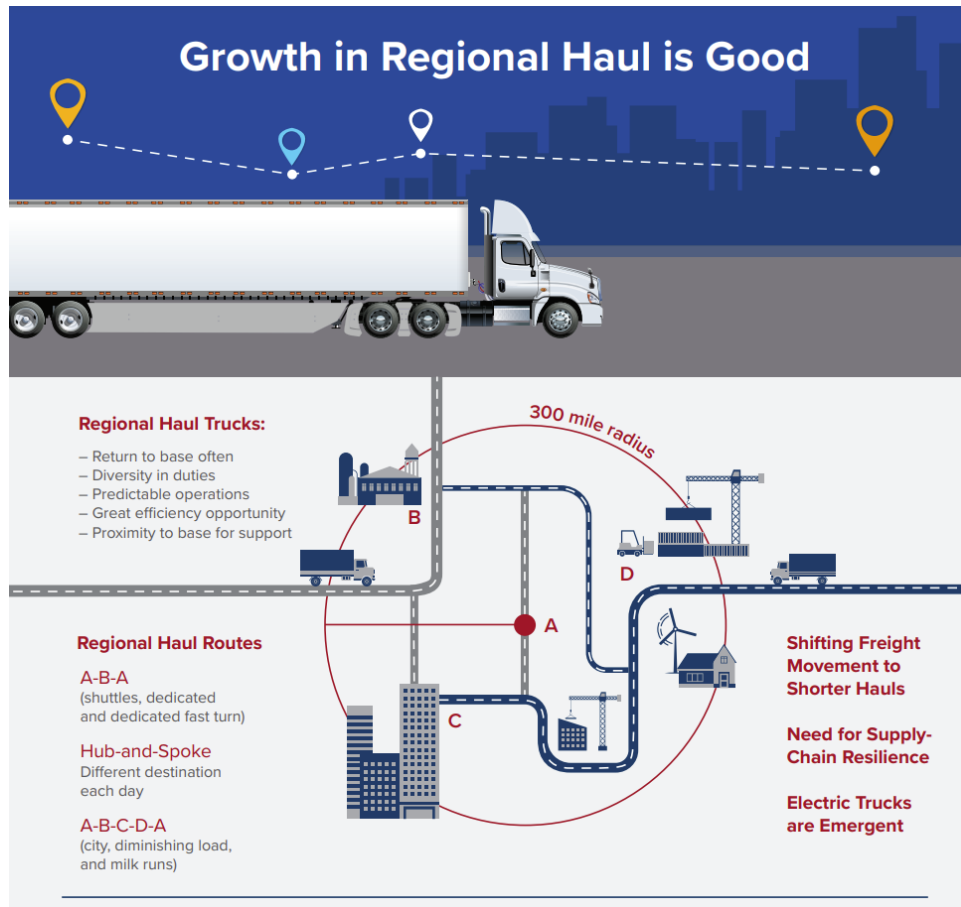 Growth in Regional Haul is Good
300 mile radius
Regional Haul Trucks:
– Return to base often
– Diversity in duties
– Predictable operations
– Great efficiency opportunity
– Proximity to base for support
B
D
A
C
Regional Haul Routes
A-B-A
(shuttles, dedicated
and dedicated fast turn)
Hub-and-Spoke
Different destination
each day
A-B-C-D-A
(city, diminishing load,
and milk runs)
Shifting Freight
Movement to
Shorter Hauls
Need for Supply-
Chain Resilience
Electric Trucks
are Emergent